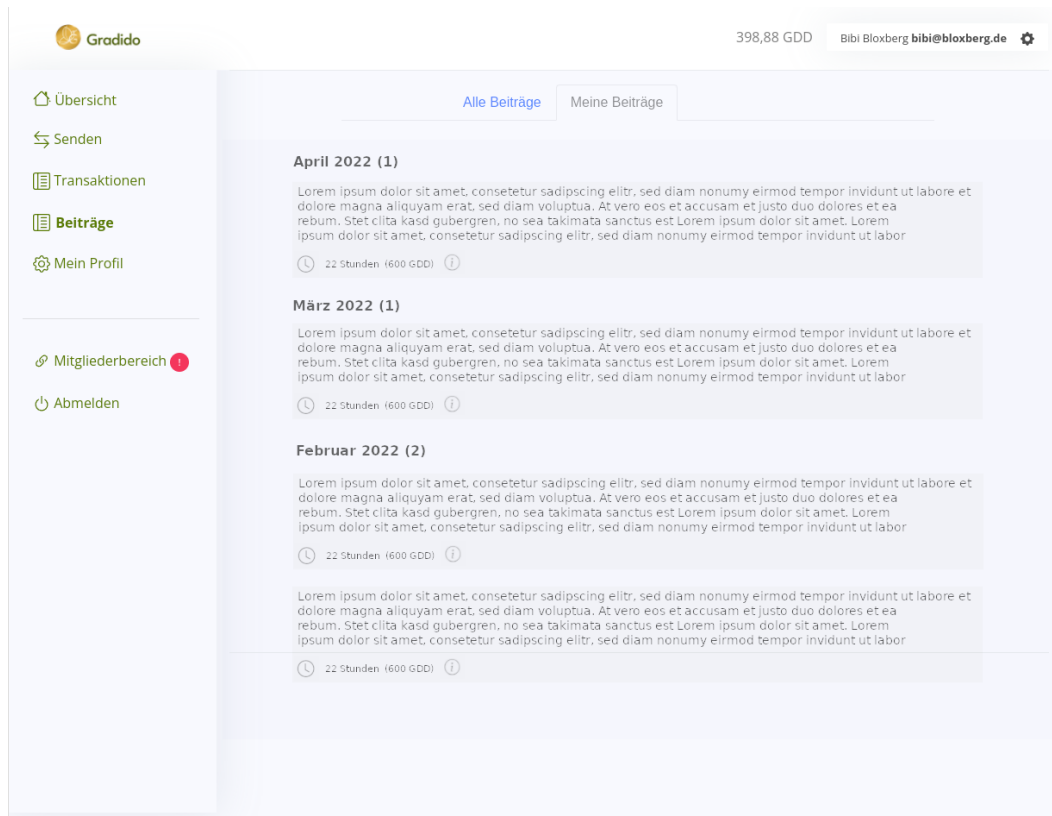 Gradido
398,88 GDD
Bibi Bloxberg bibi@bloxberg.de
Übersicht
Senden
Transaktionen
Beiträge
Mein Profil
Mitgliederbereich !
Abmelden
Alle Beiträge
Meine Beiträge
April 2022 (1)
Lorem ipsum dolor sit amet, consetetur sadipscing elitr, sed diam nonumy eirmod tempor invidunt ut labore et
dolore magna aliquyam erat, sed diam voluptua. At vero eos et accusam et justo duo dolores et ea
rebum. Stet clita kasd gubergren, no sea takimata sanctus est Lorem ipsum dolor sit amet. Lorem
ipsum dolor sit amet, consetetur sadipscing elitr, sed diam nonumy eirmod tempor invidunt ut labor
22 Stunden (600 GDD) i
März 2022 (1)
Lorem ipsum dolor sit amet, consetetur sadipscing elitr, sed diam nonumy eirmod tempor invidunt ut labore et
dolore magna aliquyam erat, sed diam voluptua. At vero eos et accusam et justo duo dolores et ea
rebum. Stet clita kasd gubergren, no sea takimata sanctus est Lorem ipsum dolor sit amet. Lorem
ipsum dolor sit amet, consetetur sadipscing elitr, sed diam nonumy eirmod tempor invidunt ut labor
22 Stunden (600 GDD) i
Februar 2022 (2)
Lorem ipsum dolor sit amet, consetetur sadipscing elitr, sed diam nonumy eirmod tempor invidunt ut labore et
dolore magna aliquyam erat, sed diam voluptua. At vero eos et accusam et justo duo dolores et ea
rebum. Stet clita kasd gubergren, no sea takimata sanctus est Lorem ipsum dolor sit amet. Lorem
ipsum dolor sit amet, consetetur sadipscing elitr, sed diam nonumy eirmod tempor invidunt ut labor
22 Stunden (600 GDD) i
Lorem ipsum dolor sit amet, consetetur sadipscing elitr, sed diam nonumy eirmod tempor invidunt ut labore et
dolore magna aliquyam erat, sed diam voluptua. At vero eos et accusam et justo duo dolores et ea
rebum. Stet clita kasd gubergren, no sea takimata sanctus est Lorem ipsum dolor sit amet. Lorem
ipsum dolor sit amet, consetetur sadipscing elitr, sed diam nonumy eirmod tempor invidunt ut labor
22 Stunden (600 GDD) i